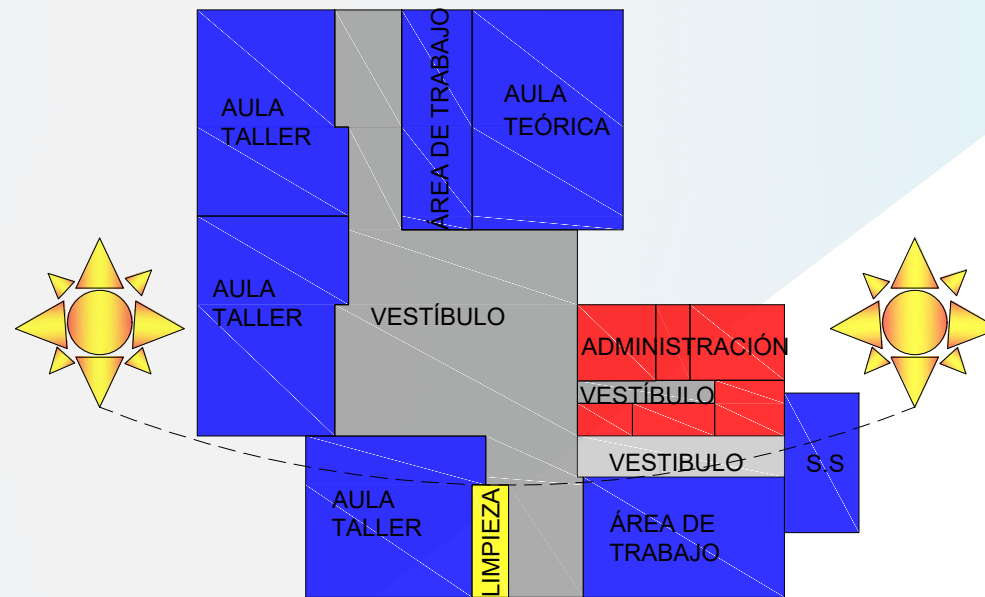 AULA
TALLER
ÁREA DE TRABAJO
AULA
TEÓRICA
AULA
TALLER
VESTÍBULO
ADMINISTRACIÓN
VESTÍBULO
VESTIBULO
S.S
AULA
TALLER
LIMPIEZA
ÁREA DE
TRABAJO